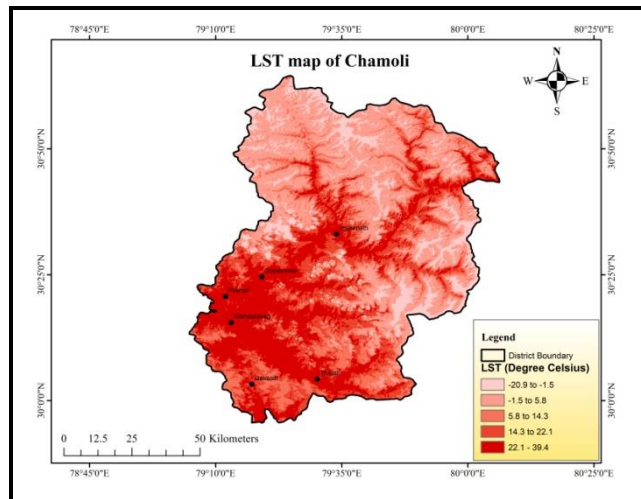 78°45'0"E 79°10'0"E 79°35'0"E 80°0'0"E 80°25'0"E
LST map of Chamoli
N
W E
S
30°50'0"N 30°50'0"N
30°25'0"N 30°25'0"N
30°0'0"N 30°0'0"N
Legend
District Boundary
LST (Degree Celsius)
-20.9 to -1.5
-1.5 to 5.8
5.8 to 14.3
14.3 to 22.1
22.1 - 39.4
0 12.5 25 50 Kilometers
78°45'0"E 79°10'0"E 79°35'0"E 80°0'0"E 80°25'0"E